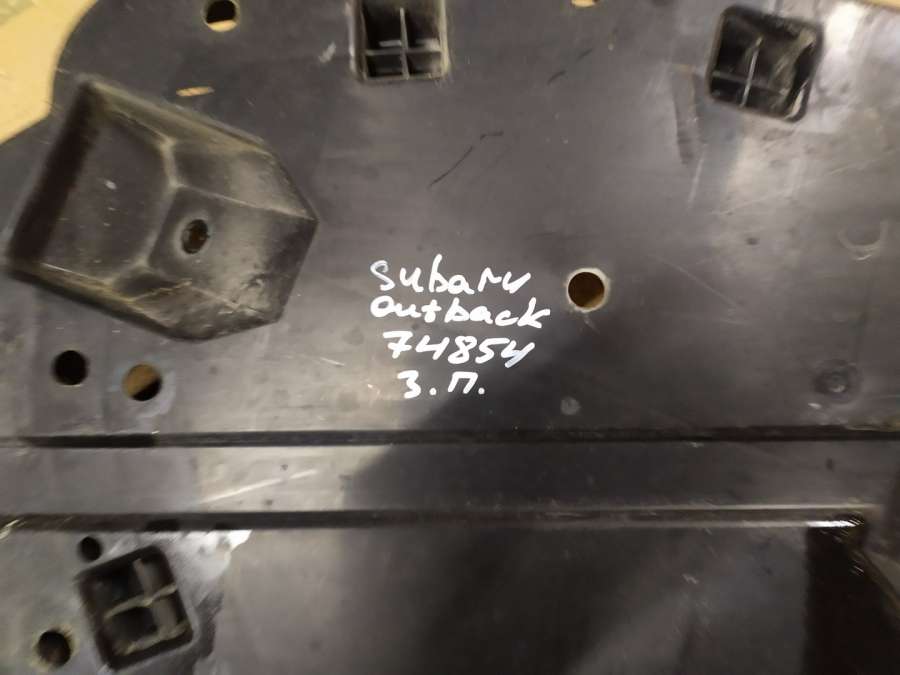 Subaru
outback
74854
З.П.